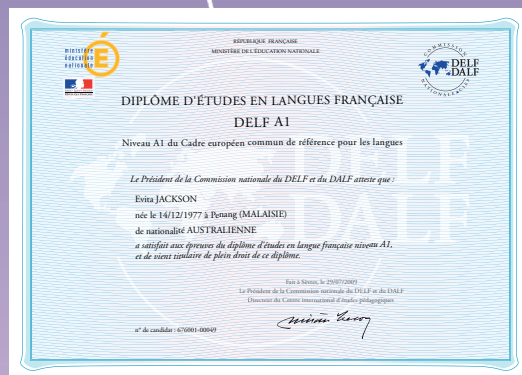 ministère
éducation
nationale
É
RÉPUBLIQUE FRANÇAISE
MINISTÈRE DE L'ÉDUCATION NATIONALE
COMMISSION
DELF
DALF
NATIONALE
DIPLÔME D'ÉTUDES EN LANGUES FRANÇAISE
DELF A1
Niveau A1 du Cadre européen commun de référence pour les langues
DELF
DALF
Le Président de la Commission nationale du DELF et du DALF atteste que :
Evita JACKSON
née le 14/12/1977 à Penang (MALAISIE)
de nationalité AUSTRALIENNE
a satisfait aux épreuves du diplôme d'études en langue française niveau A1,
et de vient titulaire de plein droit de ce diplôme.
Fait à Sèvres, le 29/07/2009
Le Président de la Commission nationale du DELF et du DALF
Directeur du Centre international d'études pédagogiques
n° de candidat : 676001-00049